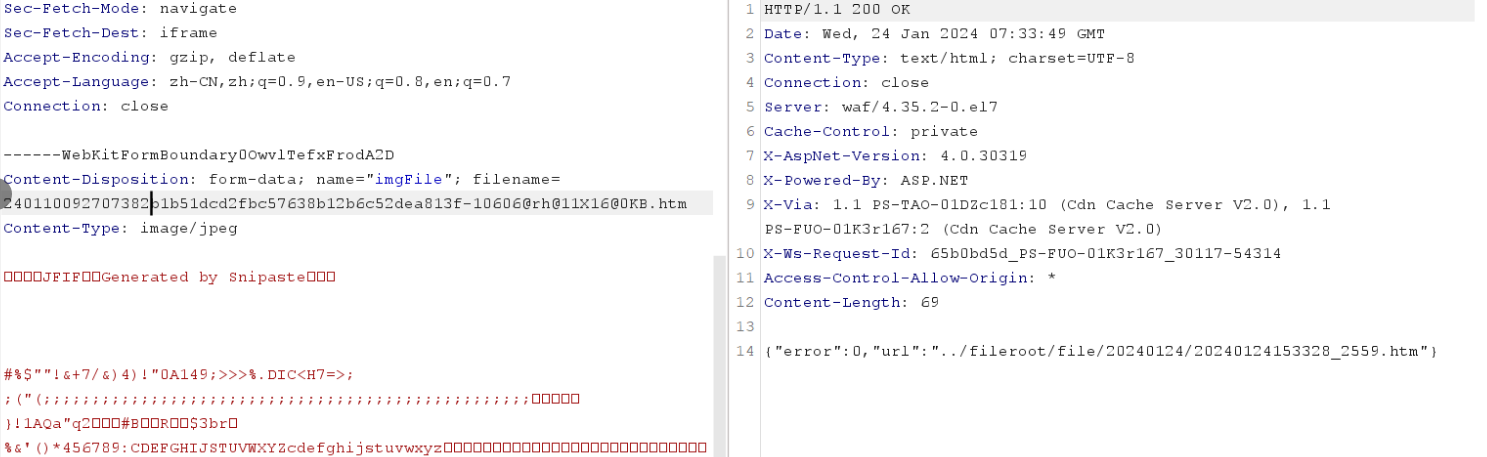 Sec-Fetch-Mode: navigate
Sec-Fetch-Dest: iframe
Accept-Encoding: gzip, deflate
Accept-Language: zh-CN,zh;q=0.9,en-US;q=0.8,en;q=0.7
Connection: close
------WebKitFormBoundary0OwvlTefxFrodAZD
Content-Disposition: form-data; name="imgFile"; filename=
240110092707382b1b51dcd2fbc57638b12b6c52dea813f-10606@rh@11X16@0KB.htm
Content-Type: image/jpeg
□□□□JFIF□□Generated by Snipaste□□□
#%$""!&+7/&)4)!"0A149;>>>%.DIC<H7=>;
;("(;;;;;;;;;;;;;;;;;;;;;;;;;;;;;;;;;;;;;;;;;;;;;;;;;;□□□□□
}!1AQa"q2□□□#B□□R□□$3br□
%&'()*456789:CDEFGHIJSTUVWXYZcdefghijstuvwxyz□□□□□□□□□□□□□□□□□□□□□□□□□□□
1 HTTP/1.1 200 OK
2 Date: Wed, 24 Jan 2024 07:33:49 GMT
3 Content-Type: text/html; charset=UTF-8
4 Connection: close
5 Server: waf/4.35.2-0.el7
6 Cache-Control: private
7 X-AspNet-Version: 4.0.30319
8 X-Powered-By: ASP.NET
9 X-Via: 1.1 PS-TAO-01DZc181:10 (Cdn Cache Server V2.0), 1.1
PS-FUO-01K3r167:2 (Cdn Cache Server V2.0)
10 X-Ws-Request-Id: 65b0bd5d_PS-FUO-01K3r167_30117-54314
11 Access-Control-Allow-Origin: *
12 Content-Length: 69
13
14 {"error":0,"url":"../fileroot/file/20240124/20240124153328_2559.htm"}